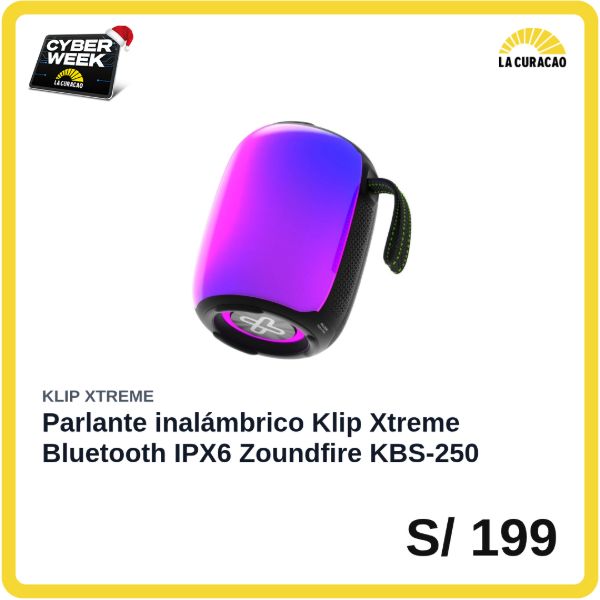 CYBER
WEEK
LA CURACAO
LA CURACAO
KLIP XTREME
Parlante inalámbrico Klip Xtreme
Bluetooth IPX6 Zoundfire KBS-250
S/ 199